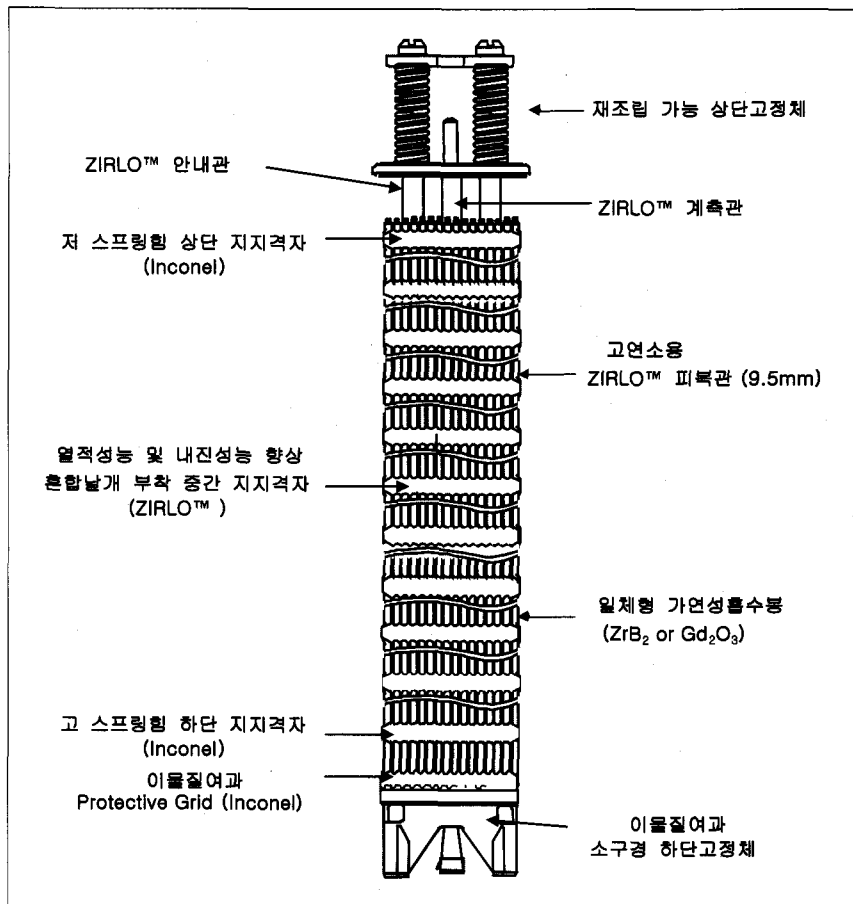 재조립 가능 상단고정체
ZIRLO™ 안내관
ZIRLO™ 계측관
저 스프링힘 상단 지지격자
(Inconel)
고연소용
ZIRLO™ 피복관 (9.5mm)
열적성능 및 내진성능 향상
혼합날개 부착 중간 지지격자
(ZIRLO™ )
일체형 가연성흡수봉
(ZrB₂ or Gd₂O₃)
고 스프링힘 하단 지지격자
(Inconel)
이물질여과
Protective Grid (Inconel)
이물질여과
소구경 하단고정체